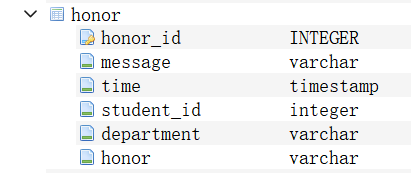 honor
honor_id INTEGER
message varchar
time timestamp
student_id integer
department varchar
honor varchar